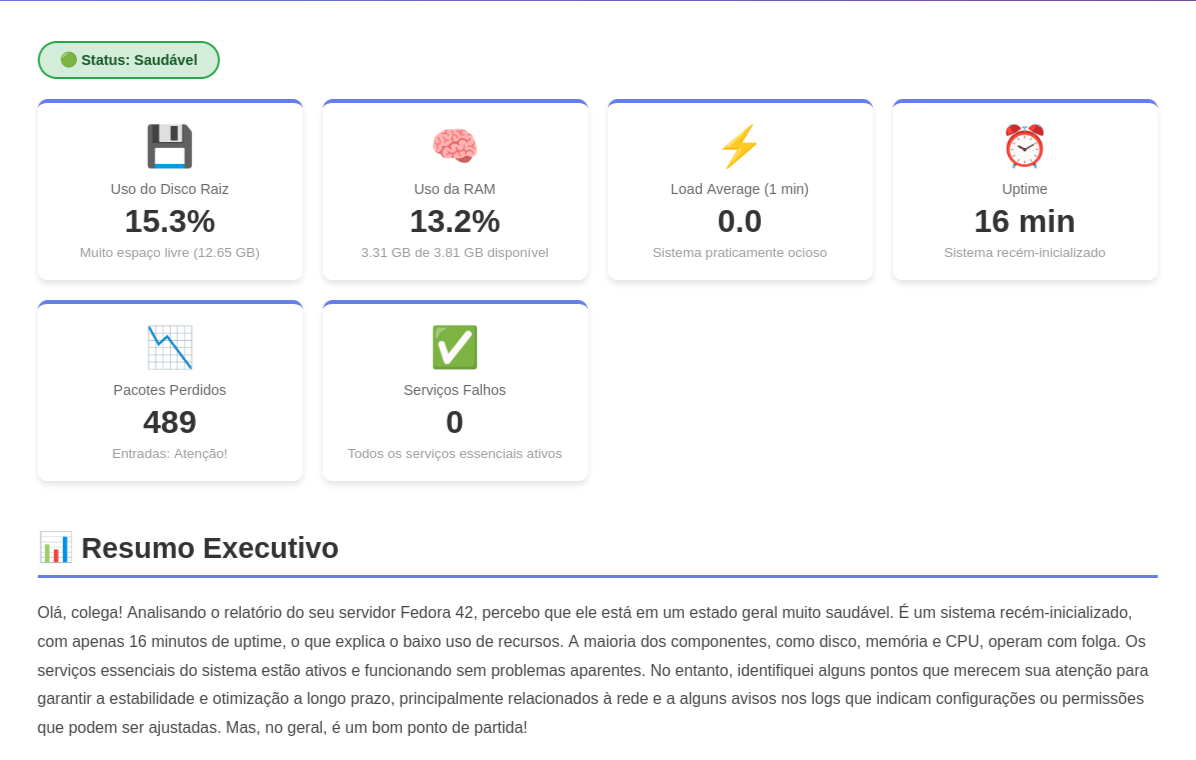 Status: Saudável
Uso do Disco Raiz
15.3%
Muito espaço livre (12.65 GB)
Uso da RAM
13.2%
3.31 GB de 3.81 GB disponível
Load Average (1 min)
0.0
Sistema praticamente ocioso
Uptime
16 min
Sistema recém-inicializado
Pacotes Perdidos
489
Entradas: Atenção!
Serviços Falhos
0
Todos os serviços essenciais ativos
Resumo Executivo
Olá, colega! Analisando o relatório do seu servidor Fedora 42, percebo que ele está em um estado geral muito saudável. É um sistema recém-inicializado,
com apenas 16 minutos de uptime, o que explica o baixo uso de recursos. A maioria dos componentes, como disco, memória e CPU, operam com folga. Os
serviços essenciais do sistema estão ativos e funcionando sem problemas aparentes. No entanto, identifiquei alguns pontos que merecem sua atenção para
garantir a estabilidade e otimização a longo prazo, principalmente relacionados à rede e a alguns avisos nos logs que indicam configurações ou permissões
que podem ser ajustadas. Mas, no geral, é um bom ponto de partida!